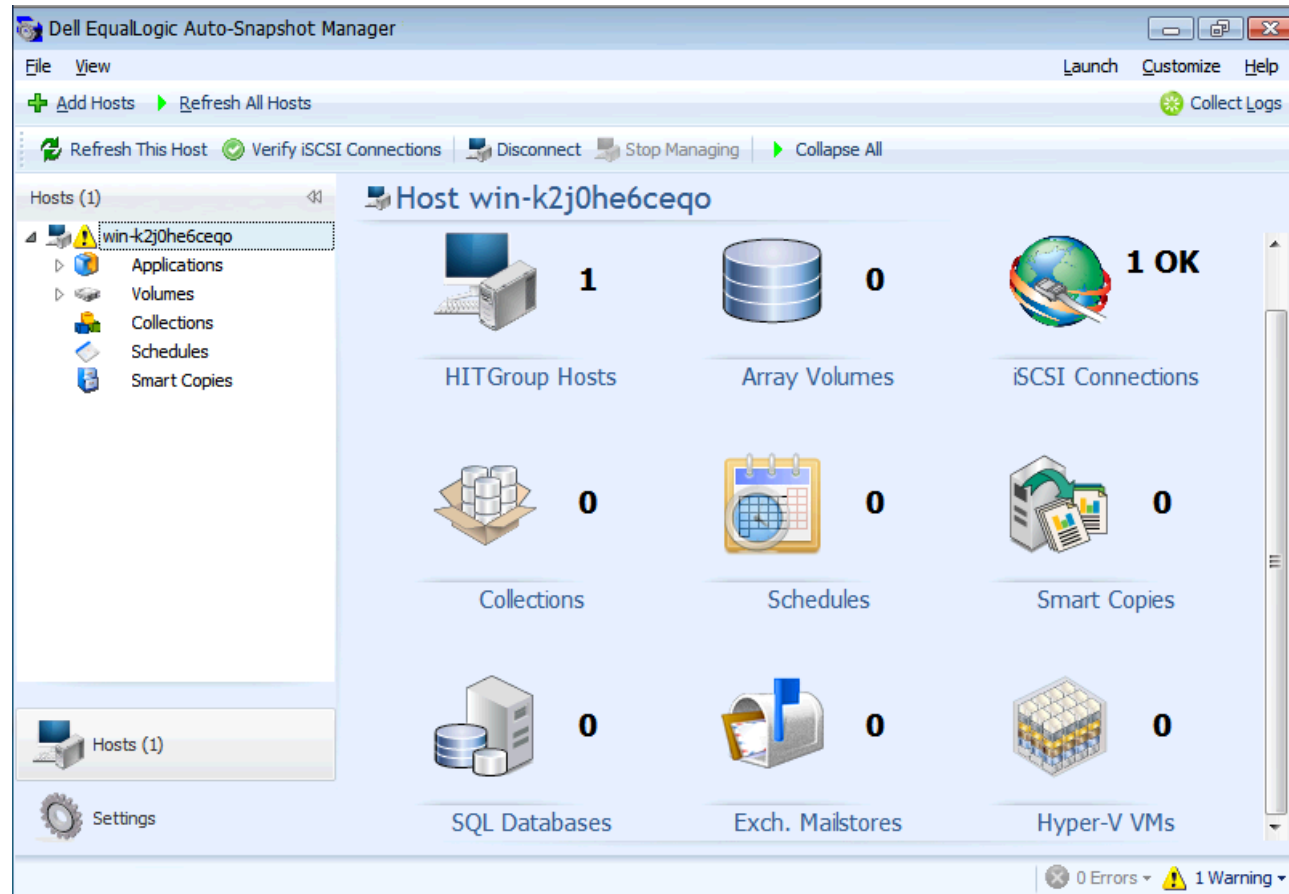 Dell EqualLogic Auto-Snapshot Manager
File View Launch Customize Help
Add Hosts Refresh All Hosts Collect Logs
Refresh This Host Verify iSCSI Connections Disconnect Stop Managing Collapse All
Hosts (1)
win-k2j0he6ceqo
Applications
Volumes
Collections
Schedules
Smart Copies
Hosts (1)
Settings
Host win-k2j0he6ceqo
1 0 1 OK
HITGroup Hosts Array Volumes iSCSI Connections
0 0 0
Collections Schedules Smart Copies
0 0 0
SQL Databases Exch. Mailstores Hyper-V VMs
0 Errors 1 Warning